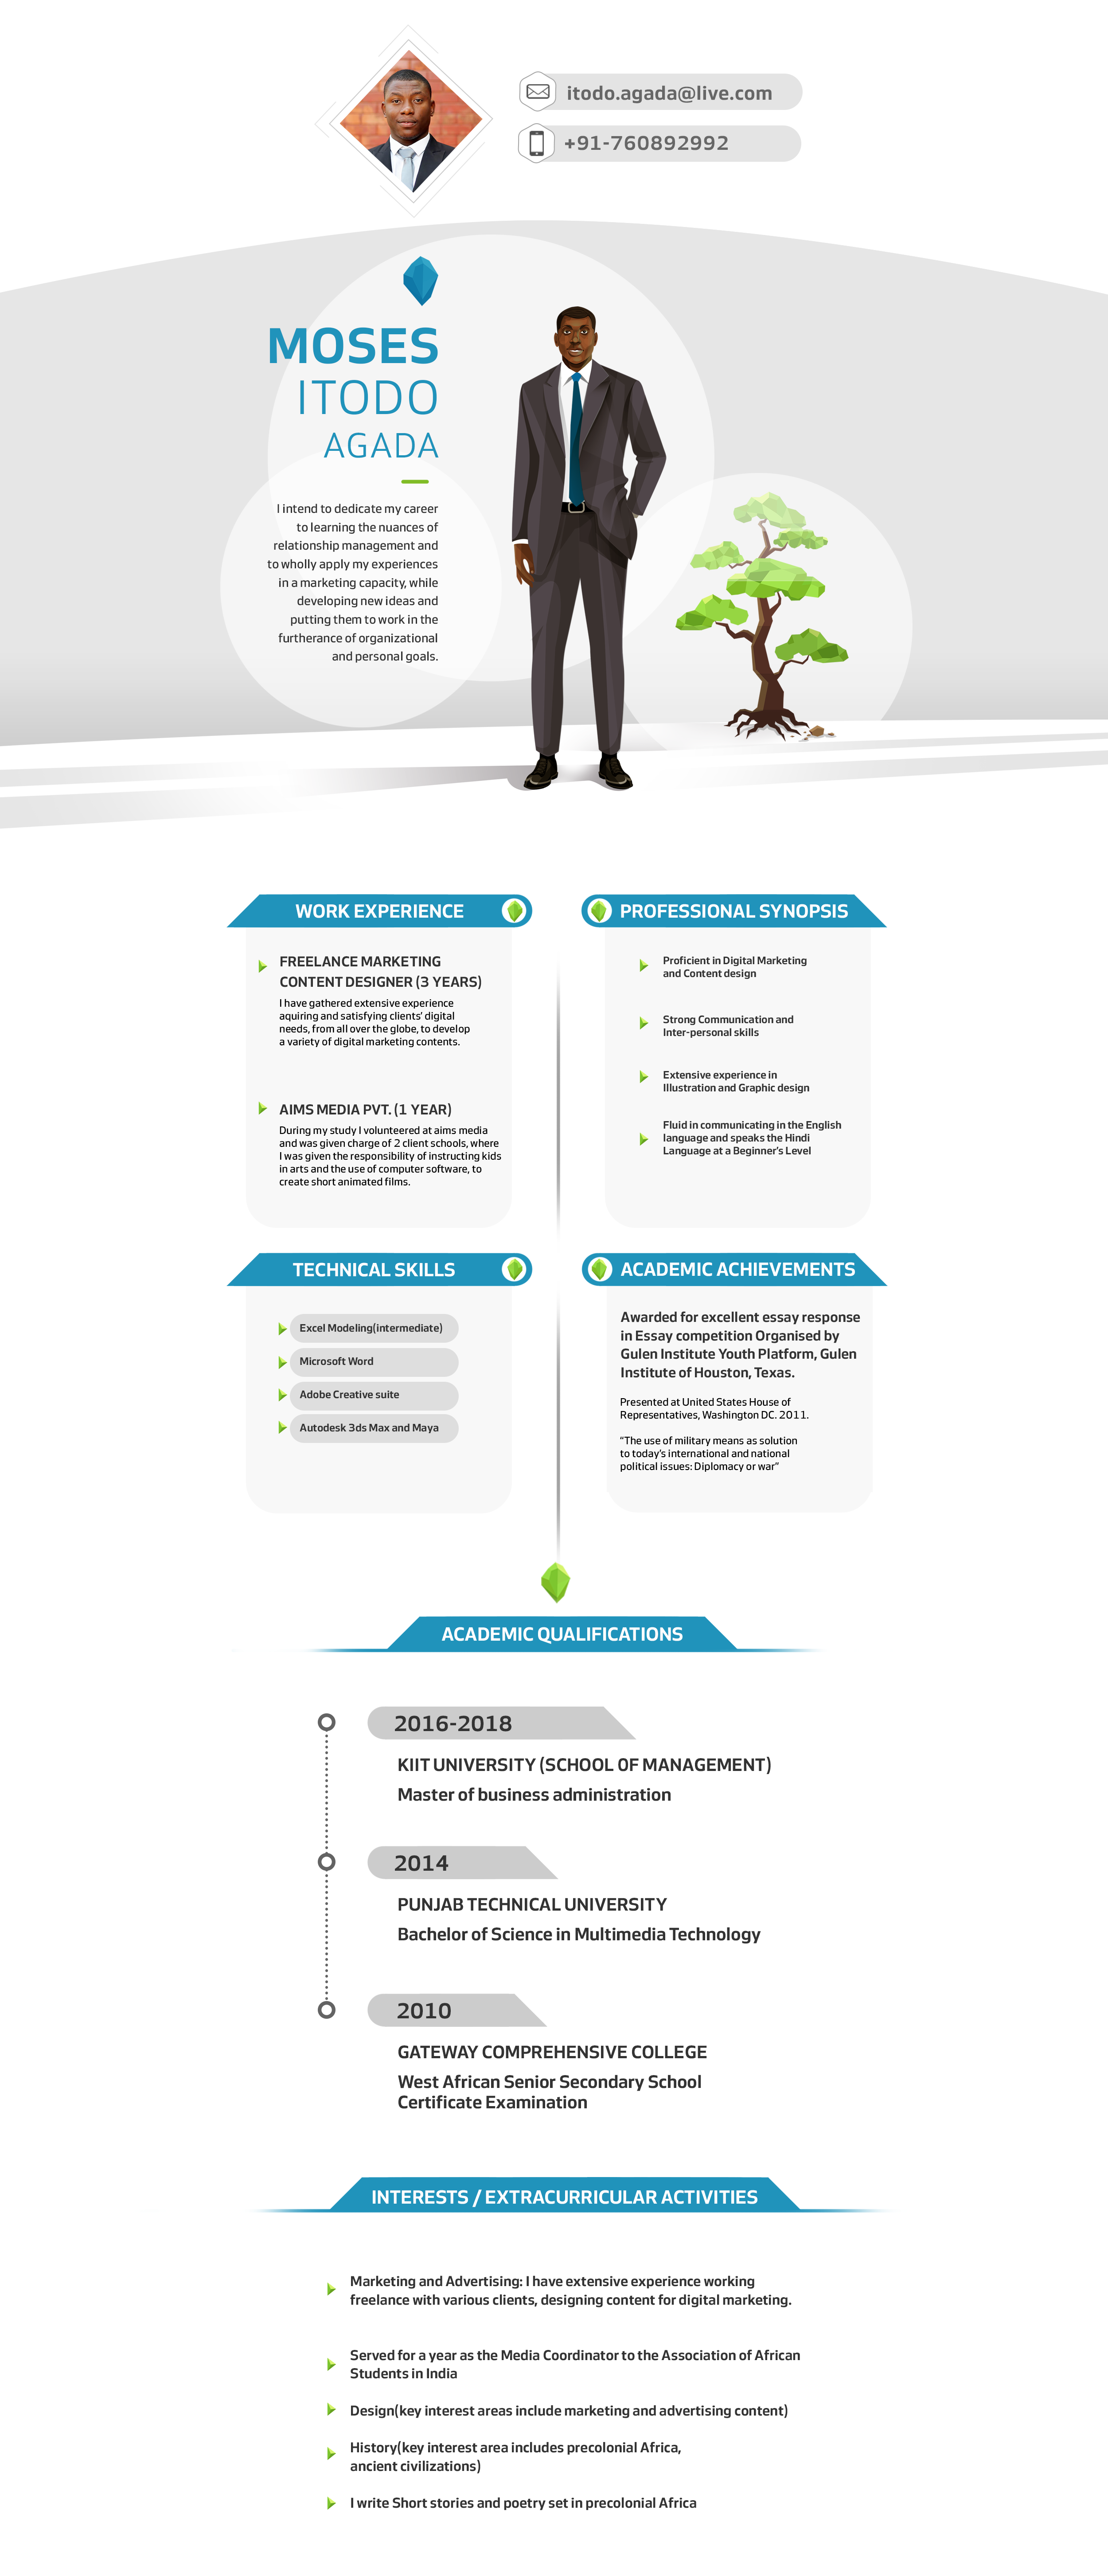 itodo.agada@live.com
+91-760892992
MOSES
ITODO
AGADA
I intend to dedicate my career
to learning the nuances of
relationship management and
to wholly apply my experiences
in a marketing capacity, while
developing new ideas and
putting them to work in the
furtherance of organizational
and personal goals.
WORK EXPERIENCE
FREELANCE MARKETING
CONTENT DESIGNER (3 YEARS)
I have gathered extensive experience
aquiring and satisfying clients' digital
needs, from all over the globe, to develop
a variety of digital marketing contents.
AIMS MEDIA PVT. (1 YEAR)
During my study I volunteered at aims media
and was given charge of 2 client schools, where
I was given the responsibility of instructing kids
in arts and the use of computer software, to
create short animated films.
PROFESSIONAL SYNOPSIS
Proficient in Digital Marketing
and Content design
Strong Communication and
Inter-personal skills
Extensive experience in
Illustration and Graphic design
Fluid in communicating in the English
language and speaks the Hindi
Language at a Beginner's Level
TECHNICAL SKILLS
Excel Modeling(intermediate)
Microsoft Word
Adobe Creative suite
Autodesk 3ds Max and Maya
ACADEMIC ACHIEVEMENTS
Awarded for excellent essay response
in Essay competition Organised by
Gulen Institute Youth Platform, Gulen
Institute of Houston, Texas.
Presented at United States House of
Representatives, Washington DC. 2011.
“The use of military means as solution
to today's international and national
political issues: Diplomacy or war”
ACADEMIC QUALIFICATIONS
2016-2018
KIIT UNIVERSITY (SCHOOL OF MANAGEMENT)
Master of business administration
2014
PUNJAB TECHNICAL UNIVERSITY
Bachelor of Science in Multimedia Technology
2010
GATEWAY COMPREHENSIVE COLLEGE
West African Senior Secondary School
Certificate Examination
INTERESTS / EXTRACURRICULAR ACTIVITIES
Marketing and Advertising: I have extensive experience working
freelance with various clients, designing content for digital marketing.
Served for a year as the Media Coordinator to the Association of African
Students in India
Design(key interest areas include marketing and advertising content)
History(key interest area includes precolonial Africa,
ancient civilizations)
I write Short stories and poetry set in precolonial Africa